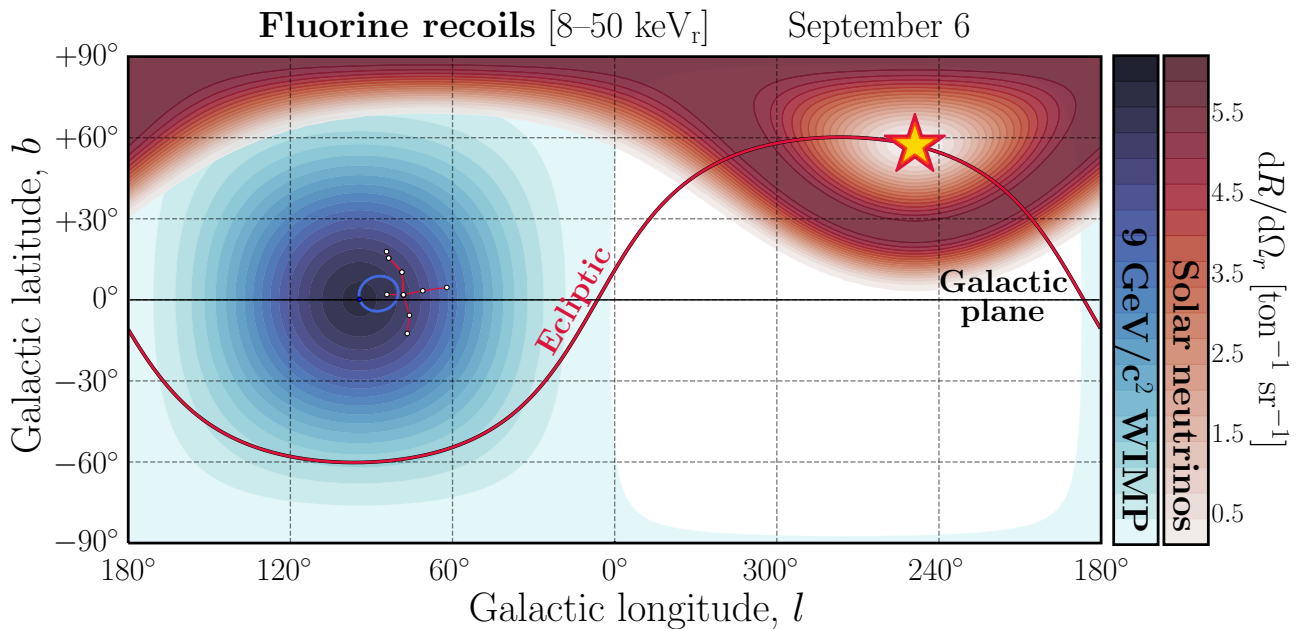 Fluorine recoils [8–50 keVᵣ]
September 6
Galactic latitude, b
+90°
+60°
+30°
0°
−30°
−60°
−90°
Ecliptic
Galactic
plane
180°
120°
60°
0°
300°
240°
180°
Galactic longitude, l
9 GeV/c² WIMP
Solar neutrinos
5.5
4.5
3.5
2.5
1.5
0.5
dR/dΩᵣ [ton⁻¹ sr⁻¹]